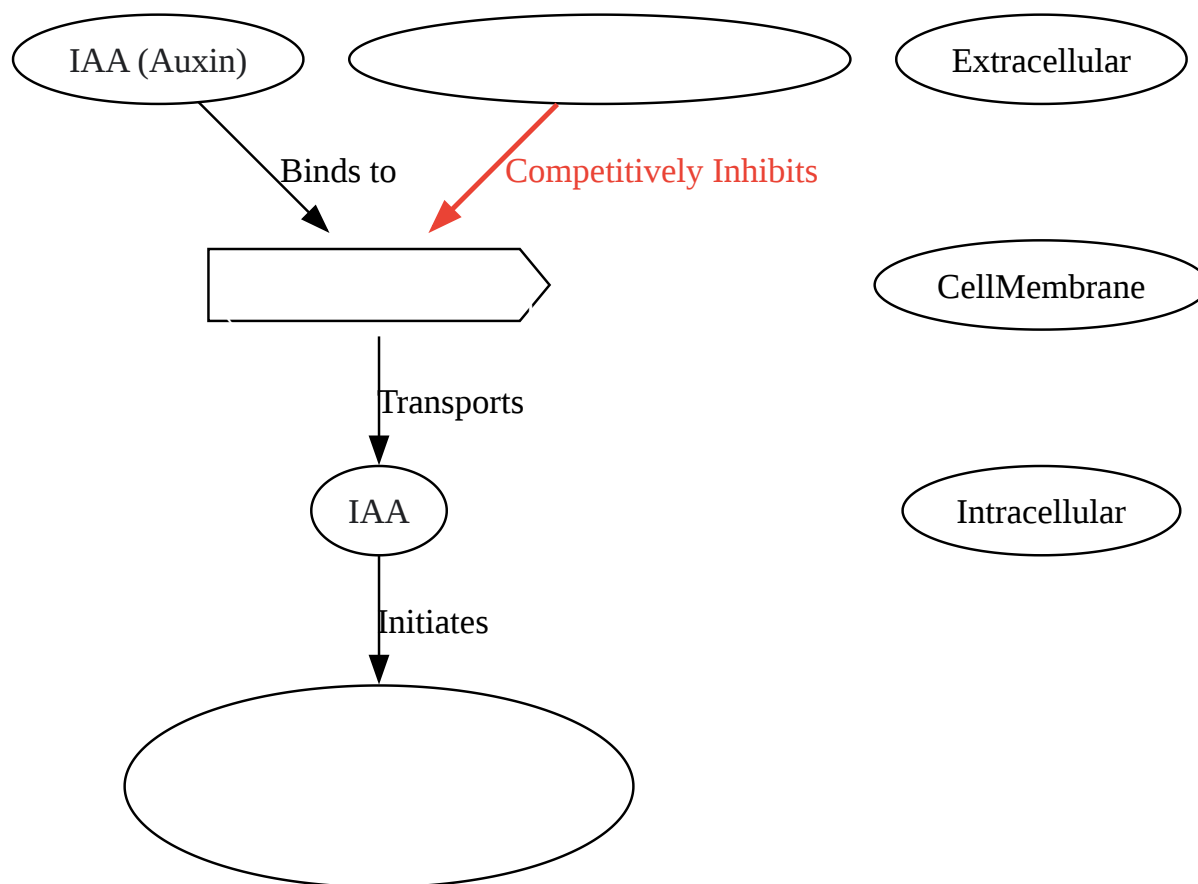 IAA (Auxin)
Extracellular
Binds to
Competitively Inhibits
CellMembrane
Transports
IAA
Intracellular
Initiates